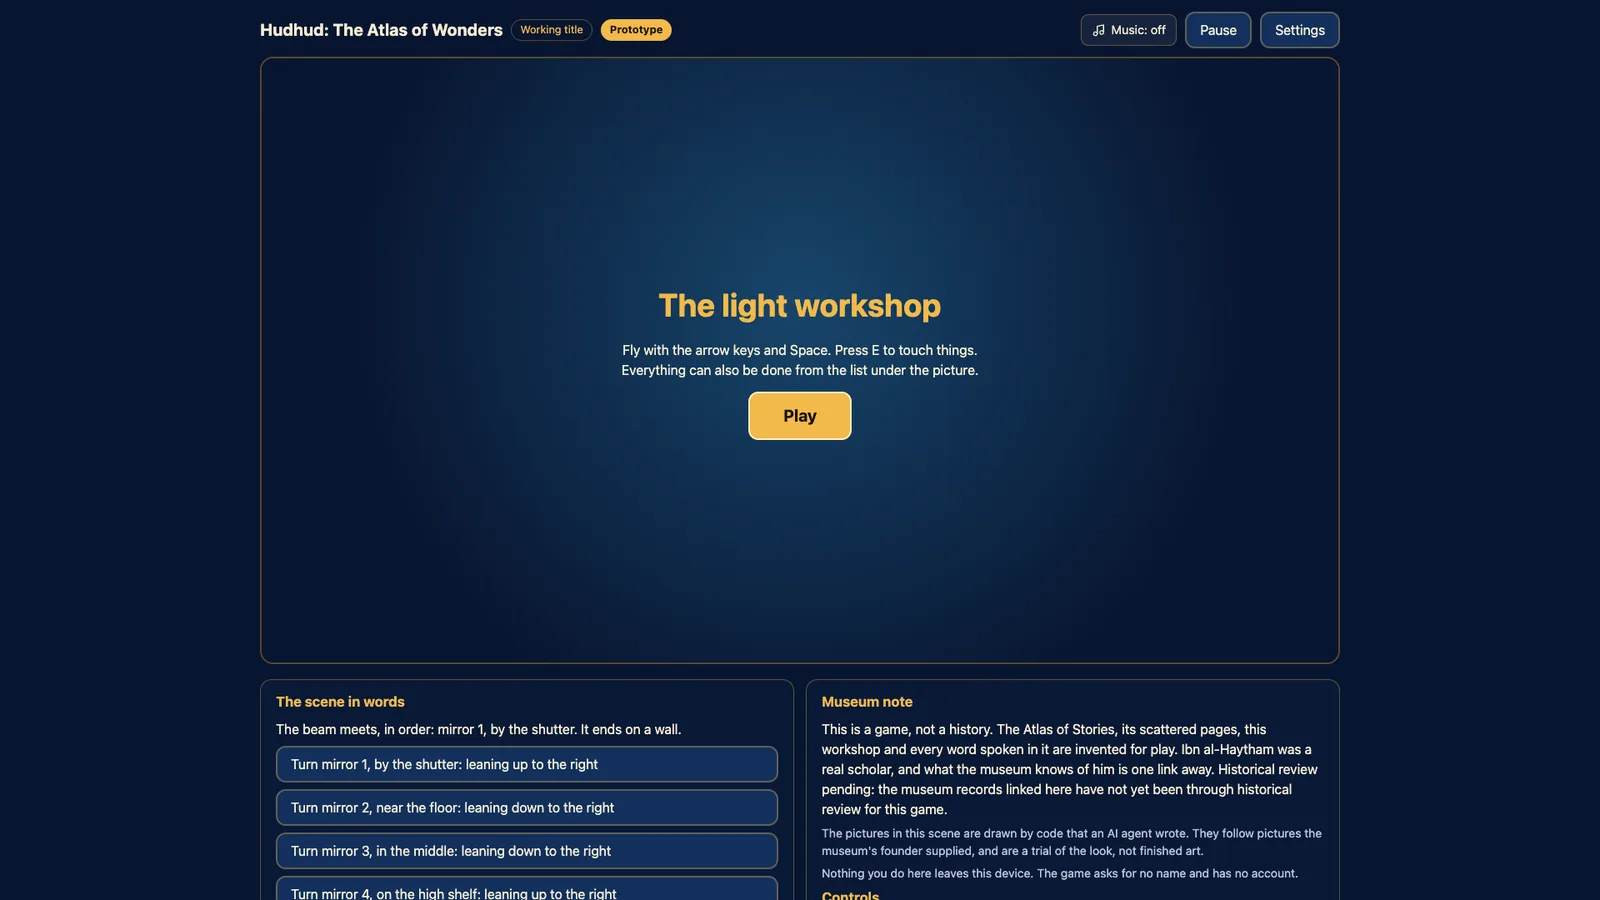 Hudhud: The Atlas of Wonders
Working title
Prototype
Music: off
Pause
Settings
The light workshop
Fly with the arrow keys and Space. Press E to touch things.
Everything can also be done from the list under the picture.
Play
The scene in words
The beam meets, in order: mirror 1, by the shutter. It ends on a wall.
Turn mirror 1, by the shutter: leaning up to the right
Turn mirror 2, near the floor: leaning down to the right
Turn mirror 3, in the middle: leaning down to the right
Turn mirror 4, on the high shelf: leaning up to the right
Museum note
This is a game, not a history. The Atlas of Stories, its scattered pages, this
workshop and every word spoken in it are invented for play. Ibn al-Haytham was a
real scholar, and what the museum knows of him is one link away. Historical review
pending: the museum records linked here have not yet been through historical
review for this game.
The pictures in this scene are drawn by code that an AI agent wrote. They follow pictures the
museum's founder supplied, and are a trial of the look, not finished art.
Nothing you do here leaves this device. The game asks for no name and has no account.
Controls